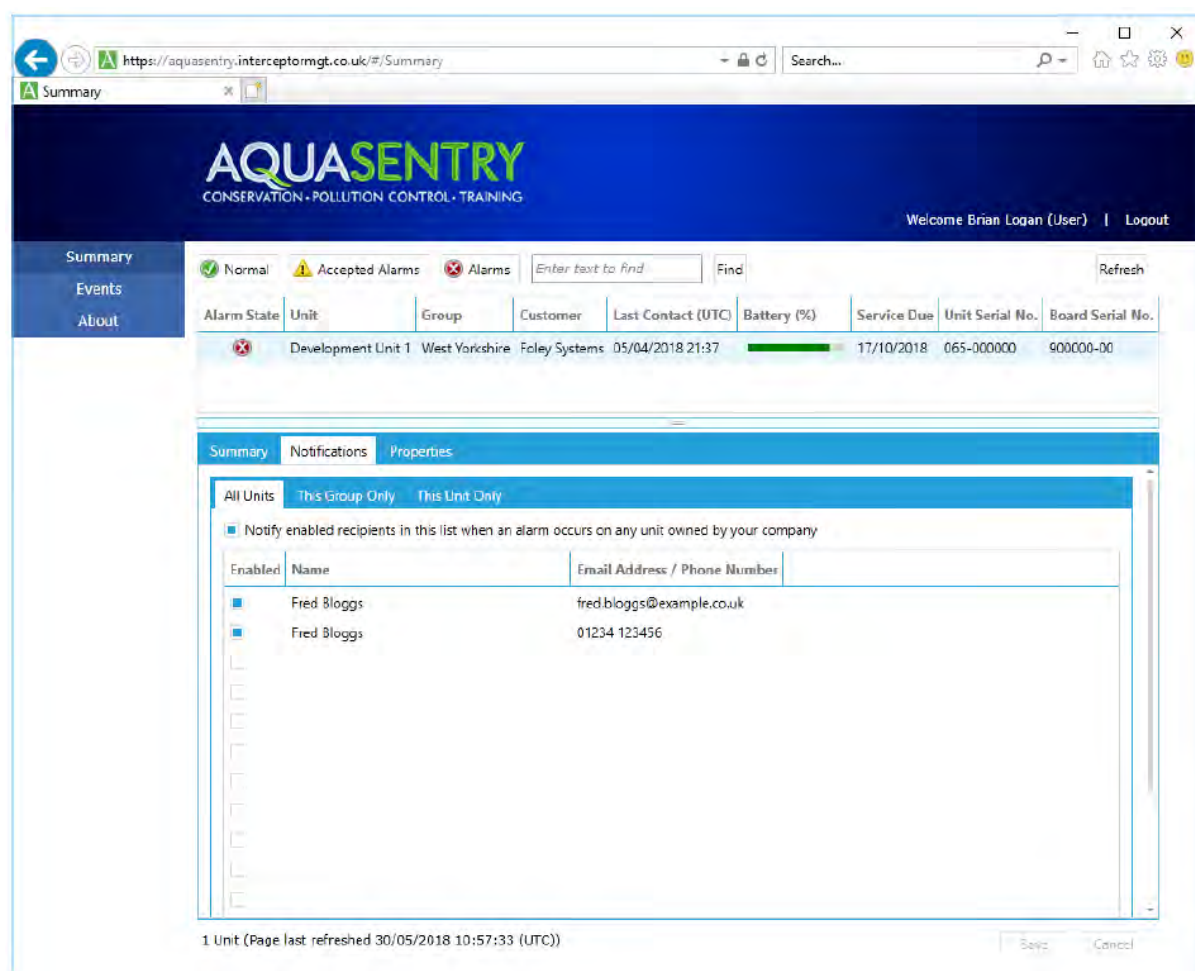 https://aquasentry.interceptormgt.co.uk/#/Summary
Search...
Summary
AQUASENTRY
CONSERVATION • POLLUTION CONTROL • TRAINING
Welcome Brian Logan (User) | Logout
Summary
Events
About
Normal Accepted Alarms Alarms Enter text to find Find Refresh
Alarm State Unit Group Customer Last Contact (UTC) Battery (%) Service Due Unit Serial No. Board Serial No.
Development Unit 1 West Yorkshire Foley Systems 05/04/2018 21:37 17/10/2018 065-000000 900000-00
Summary Notifications Properties
All Units This Group Only This Unit Only
Notify enabled recipients in this list when an alarm occurs on any unit owned by your company
Enabled Name Email Address / Phone Number
Fred Bloggs fred.bloggs@example.co.uk
Fred Bloggs 01234 123456
1 Unit (Page last refreshed 30/05/2018 10:57:33 (UTC))
Save Cancel